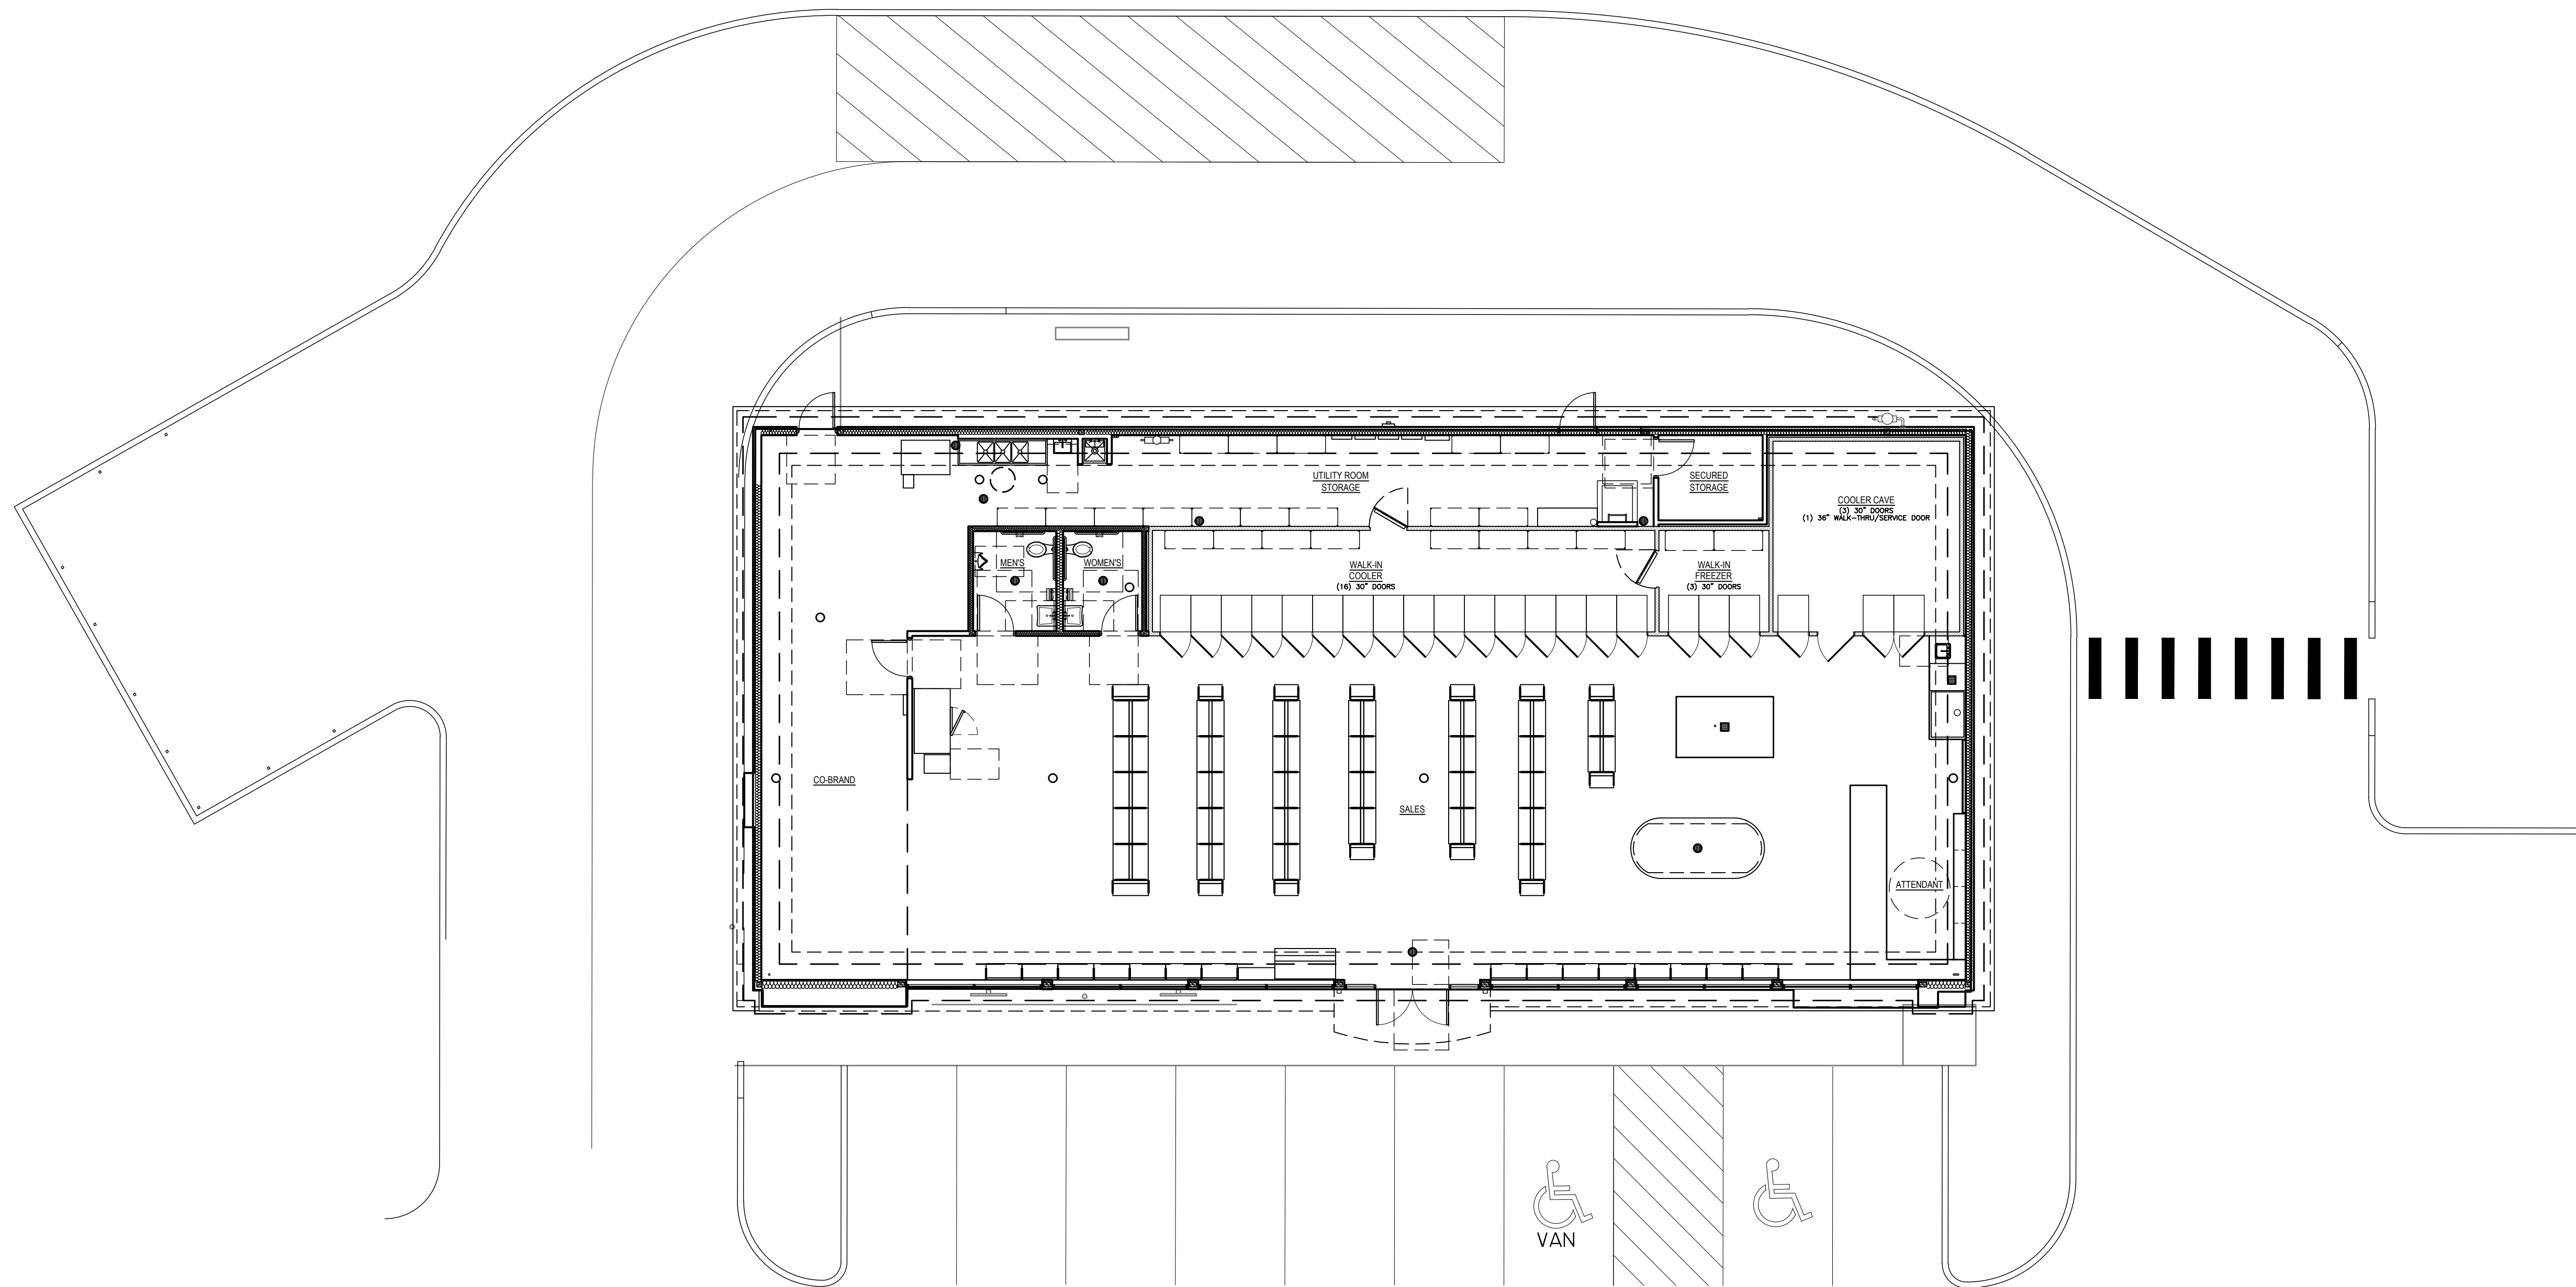 UTILITY ROOM
STORAGE
SECURED
STORAGE
COOLER CAVE
(3) 30" DOORS
(1) 36" WALK-THRU/SERVICE DOOR
MEN'S
WOMEN'S
WALK-IN
COOLER
(16) 30" DOORS
WALK-IN
FREEZER
(3) 30" DOORS
CO-BRAND
SALES
ATTENDANT
VAN